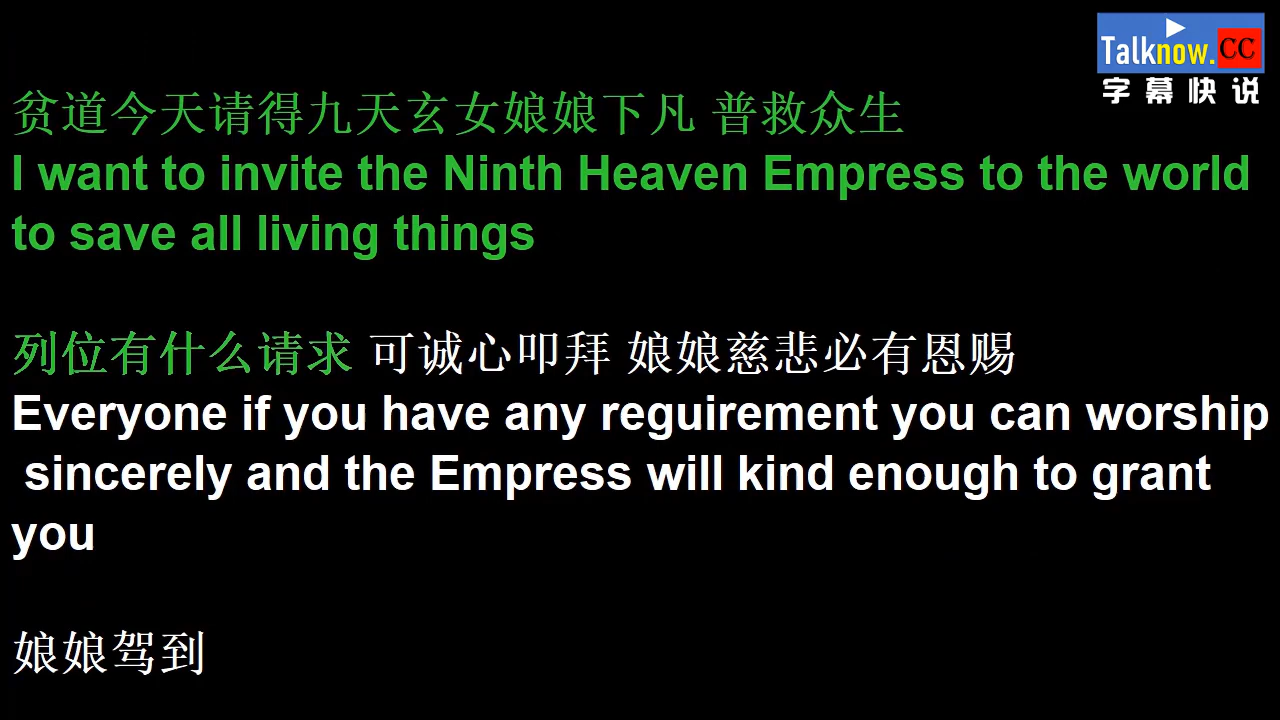 Talknow.CC
字幕快说
贫道今天请得九天玄女娘娘下凡 普救众生
I want to invite the Ninth Heaven Empress to the world
to save all living things
列位有什么请求 可诚心叩拜 娘娘慈悲必有恩赐
Everyone if you have any reguirement you can worship
sincerely and the Empress will kind enough to grant
you
娘娘驾到